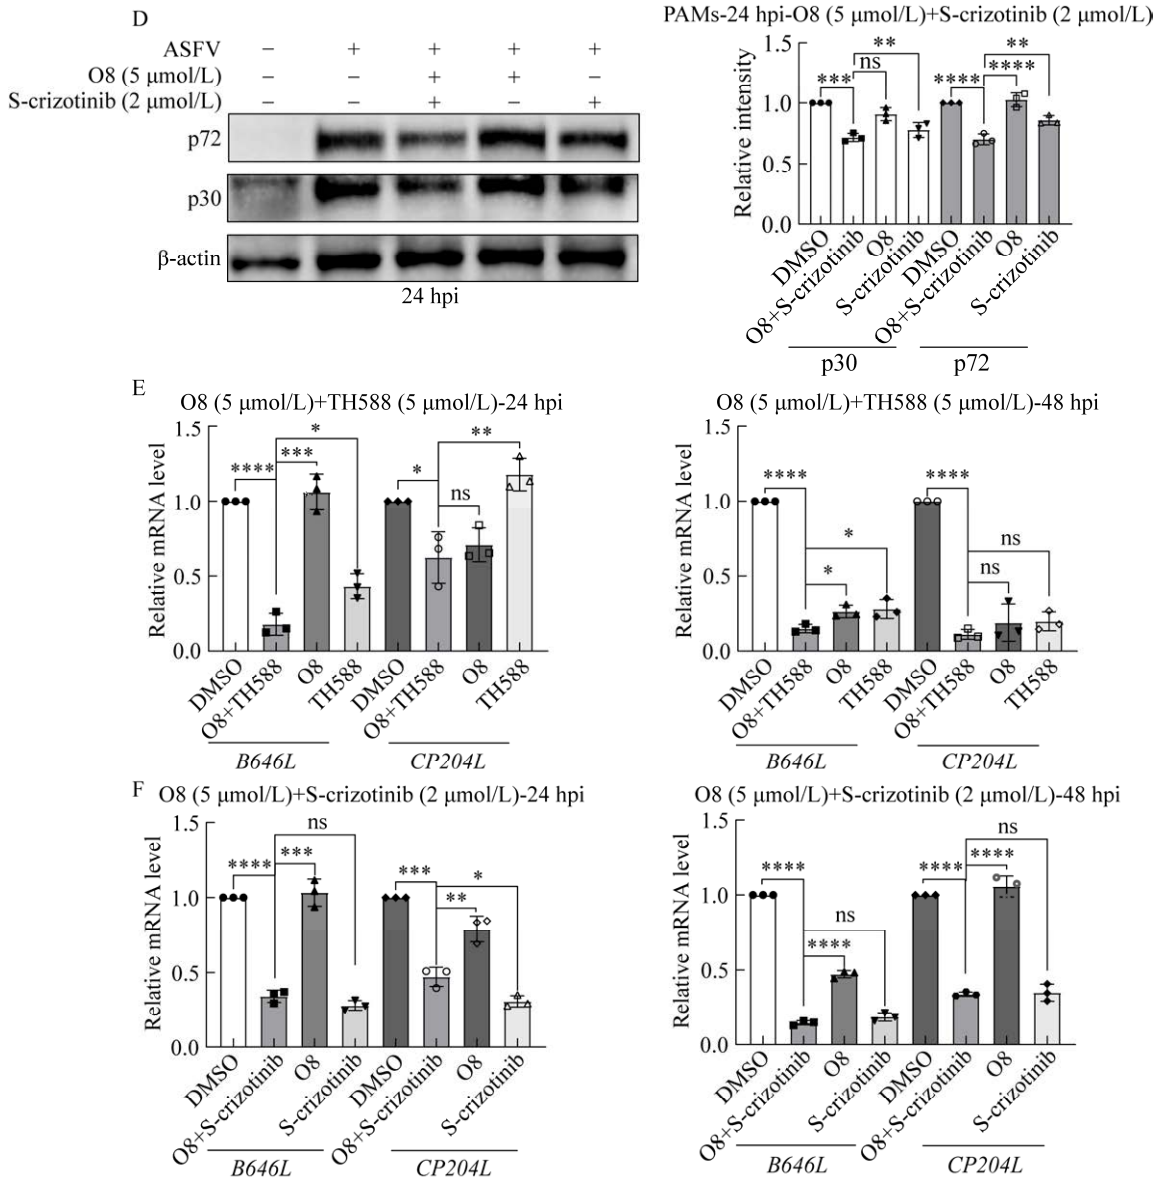 D
ASFV − + + + +
O8 (5 μmol/L) − − + + −
S-crizotinib (2 μmol/L) − − + − +
p72
p30
β-actin
24 hpi
PAMs-24 hpi-O8 (5 μmol/L)+S-crizotinib (2 μmol/L)
Relative intensity
1.5
1.0
0.5
0.0
*** ns ** **** **** **
DMSO
O8+S-crizotinib
O8
S-crizotinib
DMSO
O8+S-crizotinib
O8
S-crizotinib
p30 p72
E
O8 (5 μmol/L)+TH588 (5 μmol/L)-24 hpi
Relative mRNA level
1.5
1.0
0.5
0.0
**** *** * * ns **
DMSO
O8+TH588
O8
TH588
DMSO
O8+TH588
O8
TH588
B646L CP204L
O8 (5 μmol/L)+TH588 (5 μmol/L)-48 hpi
Relative mRNA level
1.5
1.0
0.5
0.0
**** * * **** ns ns
DMSO
O8+TH588
O8
TH588
DMSO
O8+TH588
O8
TH588
B646L CP204L
F
O8 (5 μmol/L)+S-crizotinib (2 μmol/L)-24 hpi
Relative mRNA level
1.5
1.0
0.5
0.0
**** *** ns *** ** *
DMSO
O8+S-crizotinib
O8
S-crizotinib
DMSO
O8+S-crizotinib
O8
S-crizotinib
B646L CP204L
O8 (5 μmol/L)+S-crizotinib (2 μmol/L)-48 hpi
Relative mRNA level
1.5
1.0
0.5
0.0
**** **** ns **** **** ns
DMSO
O8+S-crizotinib
O8
S-crizotinib
DMSO
O8+S-crizotinib
O8
S-crizotinib
B646L CP204L